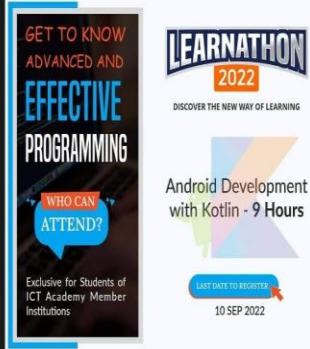 GET TO KNOW
ADVANCED AND
EFFECTIVE
PROGRAMMING
WHO CAN
ATTEND?
Exclusive for Students of
ICT Academy Member
Institutions
LEARNATHON
2022
DISCOVER THE NEW WAY OF LEARNING
Android Development
with Kotlin - 9 Hours
LAST DATE TO REGISTER
10 SEP 2022